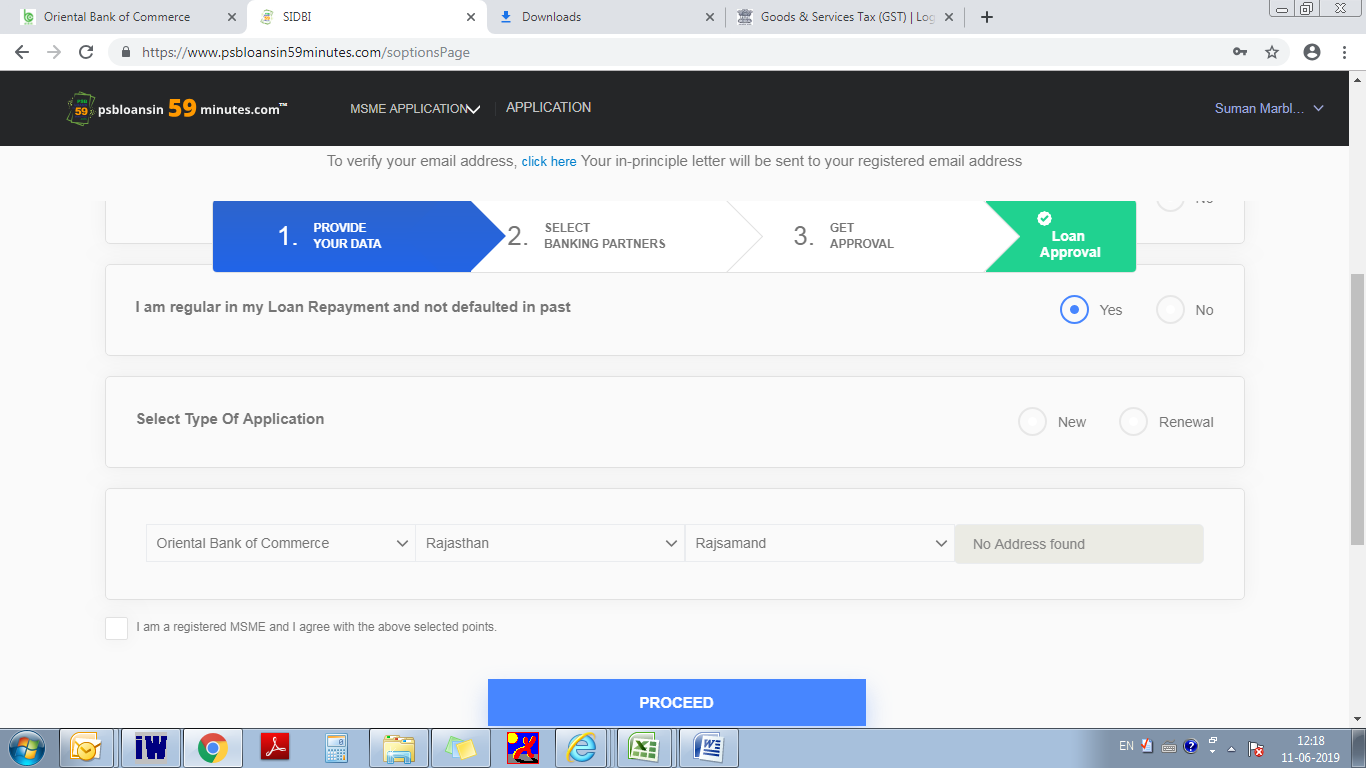 Oriental Bank of Commerce
SIDBI
Downloads
Goods & Services Tax (GST) | Log
https://www.psbloansin59minutes.com/soptionsPage
PSB
59
psbloansin 59 minutes.com™
MSME APPLICATION
APPLICATION
Suman Marbl...
To verify your email address, click here Your in-principle letter will be sent to your registered email address
No
1. PROVIDE YOUR DATA
2. SELECT BANKING PARTNERS
3. GET APPROVAL
Loan Approval
I am regular in my Loan Repayment and not defaulted in past
Yes
No
Select Type Of Application
New
Renewal
Oriental Bank of Commerce
Rajasthan
Rajsamand
No Address found
I am a registered MSME and I agree with the above selected points.
PROCEED
iW
EN
12:18
11-06-2019